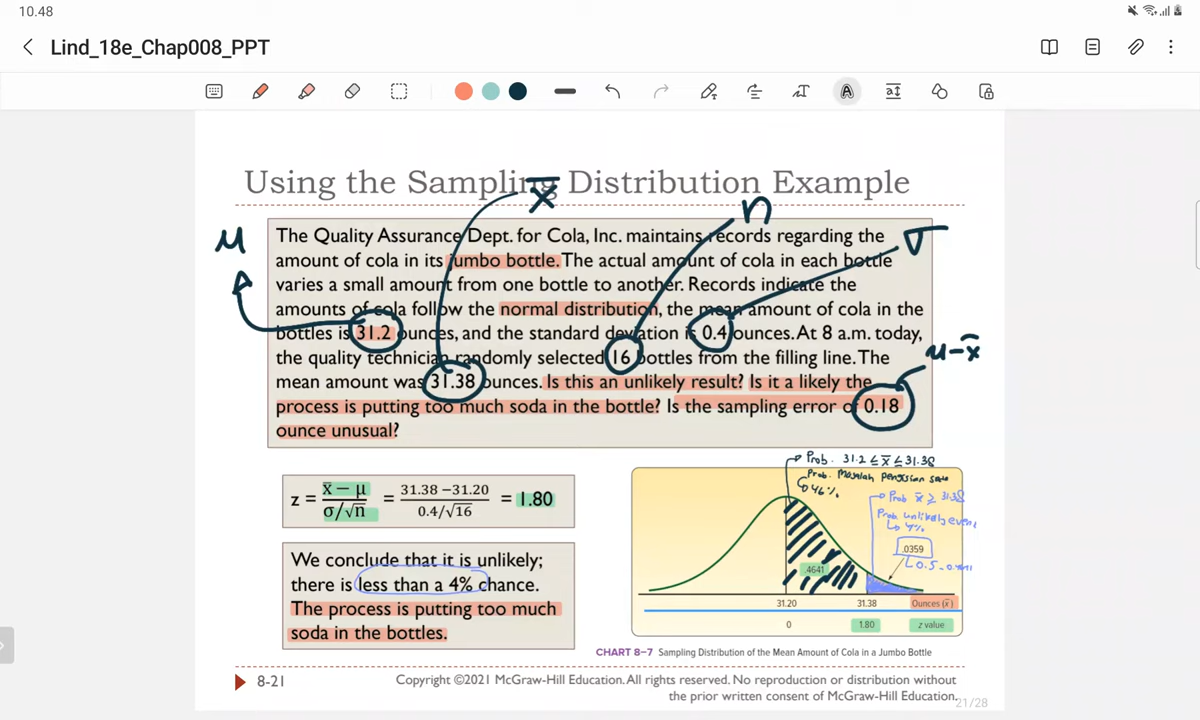 10.48
Lind_18e_Chap008_PPT
Using the Sampling Distribution Example
x̅
n
μ
σ
The Quality Assurance Dept. for Cola, Inc. maintains records regarding the
amount of cola in its jumbo bottle. The actual amount of cola in each bottle
varies a small amount from one bottle to another. Records indicate the
amounts of cola follow the normal distribution, the mean amount of cola in the
bottles is 31.2 ounces, and the standard deviation is 0.4 ounces. At 8 a.m. today,
the quality technician randomly selected 16 bottles from the filling line. The
mean amount was 31.38 ounces. Is this an unlikely result? Is it a likely the
process is putting too much soda in the bottle? Is the sampling error of 0.18
ounce unusual?
μ-x̅
z = (x̅ − μ)/(σ/√n) = (31.38 −31.20)/(0.4/√16) = 1.80
We conclude that it is unlikely;
there is less than a 4% chance.
The process is putting too much
soda in the bottles.
Prob. 31.2 ≤ x̅ ≤ 31.38
Prob. Masalah pengisian soda
46%
Prob x̅ ≥ 31.38
Prob unlikely event
4%
.0359
0.5 -
.4641
31.20 31.38 Ounces (x̅)
0 1.80 z value
CHART 8–7 Sampling Distribution of the Mean Amount of Cola in a Jumbo Bottle
8-21
Copyright ©2021 McGraw-Hill Education. All rights reserved. No reproduction or distribution without
the prior written consent of McGraw-Hill Education.
21/28